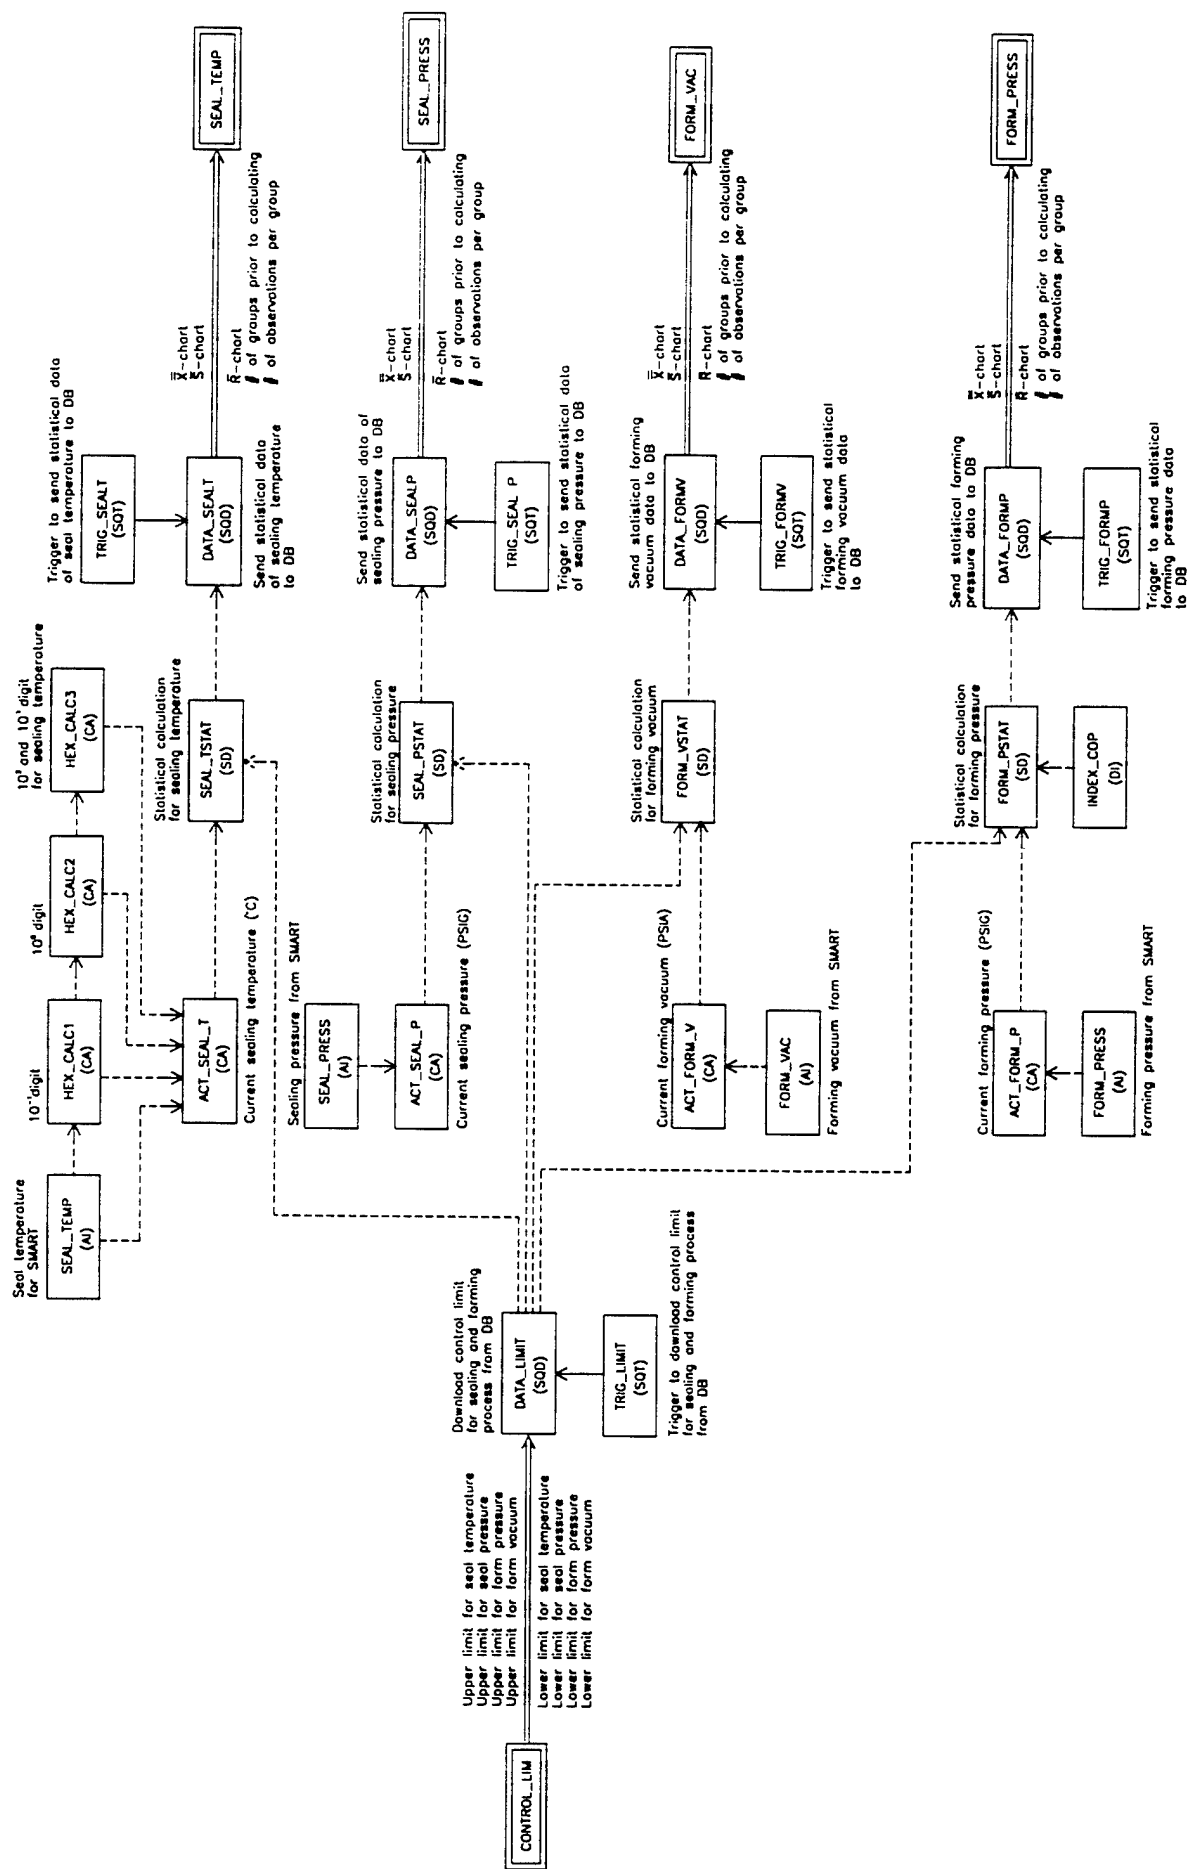 Seal temperature
for SMART
SEAL_TEMP
(AI)
10⁻¹digit
HEX_CALC1
(CA)
10⁰ digit
HEX_CALC2
(CA)
for sealing temperature
HEX_CALC3
(CA)
ACT_SEAL_T
(CA)
Current sealing temperature (°C)
Statistical calculation
for sealing temperature
SEAL_TSTAT
(SD)
Trigger to send statistical data
of seal temperature to DB
TRIG_SEALT
(SQT)
DATA_SEALT
(SQD)
Send statistical data
of sealing temperature
to DB
X̿-chart
S̄-chart
R̄-chart
# of groups prior to calculating
# of observations per group
SEAL_TEMP
Sealing pressure from SMART
SEAL_PRESS
(AI)
ACT_SEAL_P
(CA)
Current sealing pressure (PSIG)
Statistical calculation
for sealing pressure
SEAL_PSTAT
(SD)
Send statistical data of
sealing pressure to DB
DATA_SEALP
(SQD)
TRIG_SEAL_P
(SQT)
Trigger to send statistic data
of sealing pressure to DB
X̿-chart
S̄-chart
R̄-chart
# of groups prior to calculating
# of observations per group
SEAL_PRESS
Upper limit for seal temperature
Upper limit for seal pressure
Upper limit for form pressure
Upper limit for form vacuum
CONTROL_LIM
Lower limit for seal temperature
Lower limit for seal pressure
Lower limit for form pressure
Lower limit for form vacuum
Download control limit
for sealing and forming
process from DB
DATA_LIMIT
(SQD)
TRIG_LIMIT
(SQT)
Trigger to download control limit
for sealing and forming process
from DB
Current forming vacuum (PSIA)
ACT_FORM_V
(CA)
FORM_VAC
(AI)
Forming vacuum from SMART
Statistical calculation
for forming vacuum
FORM_VSTAT
(SD)
Send statistical forming
vacuum data to DB
DATA_FORMV
(SQD)
TRIG_FORMV
(SQT)
Trigger to send statistical
forming vacuum data
to DB
X̿-chart
S̄-chart
R̄-chart
# of groups prior to calculating
# of observations per group
FORM_VAC
Current forming pressure (PSIG)
ACT_FORM_P
(CA)
FORM_PRESS
(AI)
Forming pressure from SMART
Statistical calculation
for forming pressure
FORM_PSTAT
(SD)
INDEX_COP
(DI)
Send statistical forming
pressure data to DB
DATA_FORMP
(SQD)
TRIG_FORMP
(SQT)
Trigger to send statistical
forming pressure data
to DB
X̿-chart
S̄-chart
R̄-chart
# of groups prior to calculating
# of observations per group
FORM_PRESS